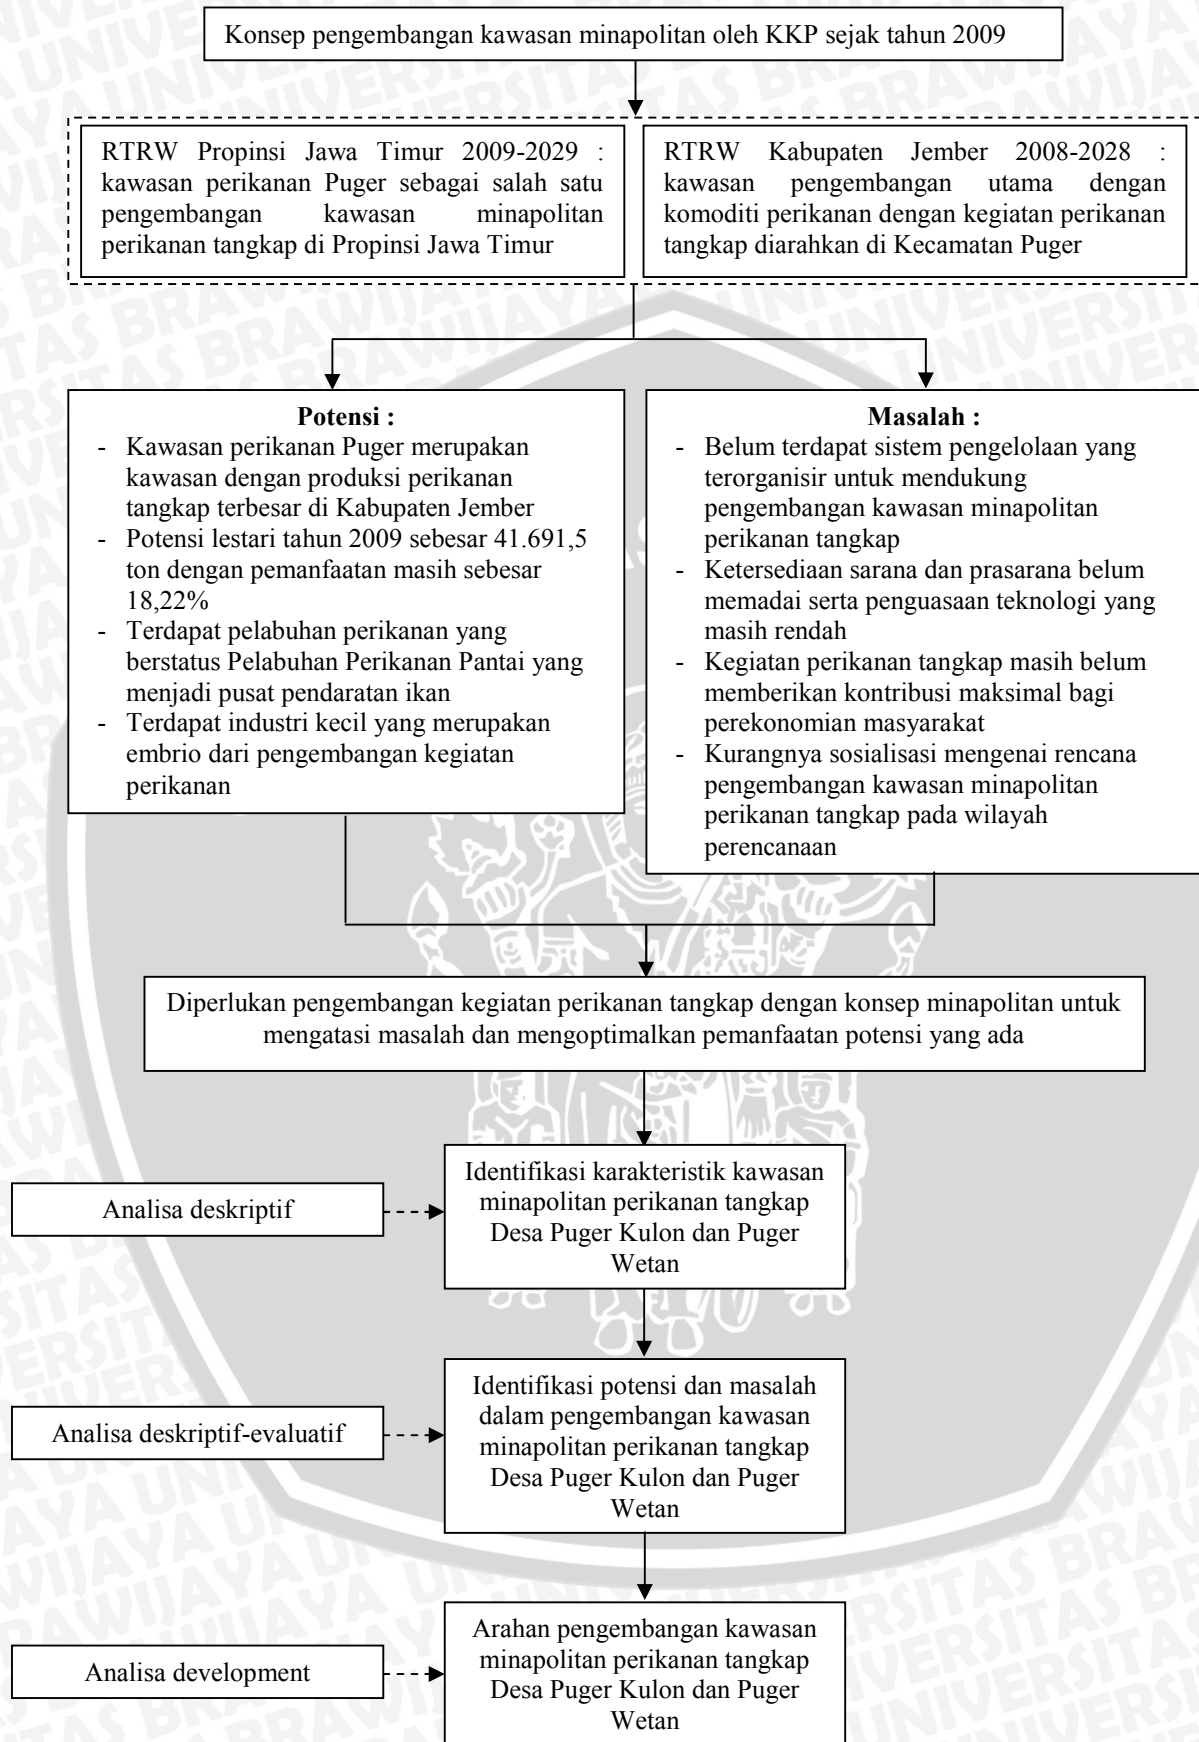 Konsep pengembangan kawasan minapolitan oleh KKP sejak tahun 2009
RTRW Propinsi Jawa Timur 2009-2029 :
kawasan perikanan Puger sebagai salah satu
pengembangan kawasan minapolitan
perikanan tangkap di Propinsi Jawa Timur
RTRW Kabupaten Jember 2008-2028 :
kawasan pengembangan utama dengan
komoditi perikanan dengan kegiatan perikanan
tangkap diarahkan di Kecamatan Puger
Potensi :
- Kawasan perikanan Puger merupakan
kawasan dengan produksi perikanan
tangkap terbesar di Kabupaten Jember
- Potensi lestari tahun 2009 sebesar 41.691,5
ton dengan pemanfaatan masih sebesar
18,22%
- Terdapat pelabuhan perikanan yang
berstatus Pelabuhan Perikanan Pantai yang
menjadi pusat pendaratan ikan
- Terdapat industri kecil yang merupakan
embrio dari pengembangan kegiatan
perikanan
Masalah :
- Belum terdapat sistem pengelolaan yang
terorganisir untuk mendukung
pengembangan kawasan minapolitan
perikanan tangkap
- Ketersediaan sarana dan prasarana belum
memadai serta penguasaan teknologi yang
masih rendah
- Kegiatan perikanan tangkap masih belum
memberikan kontribusi maksimal bagi
perekonomian masyarakat
- Kurangnya sosialisasi mengenai rencana
pengembangan kawasan minapolitan
perikanan tangkap pada wilayah
perencanaan
Diperlukan pengembangan kegiatan perikanan tangkap dengan konsep minapolitan untuk
mengatasi masalah dan mengoptimalkan pemanfaatan potensi yang ada
Analisa deskriptif
Identifikasi karakteristik kawasan
minapolitan perikanan tangkap
Desa Puger Kulon dan Puger
Wetan
Analisa deskriptif-evaluatif
Identifikasi potensi dan masalah
dalam pengembangan kawasan
minapolitan perikanan tangkap
Desa Puger Kulon dan Puger
Wetan
Analisa development
Arahan pengembangan kawasan
minapolitan perikanan tangkap
Desa Puger Kulon dan Puger
Wetan